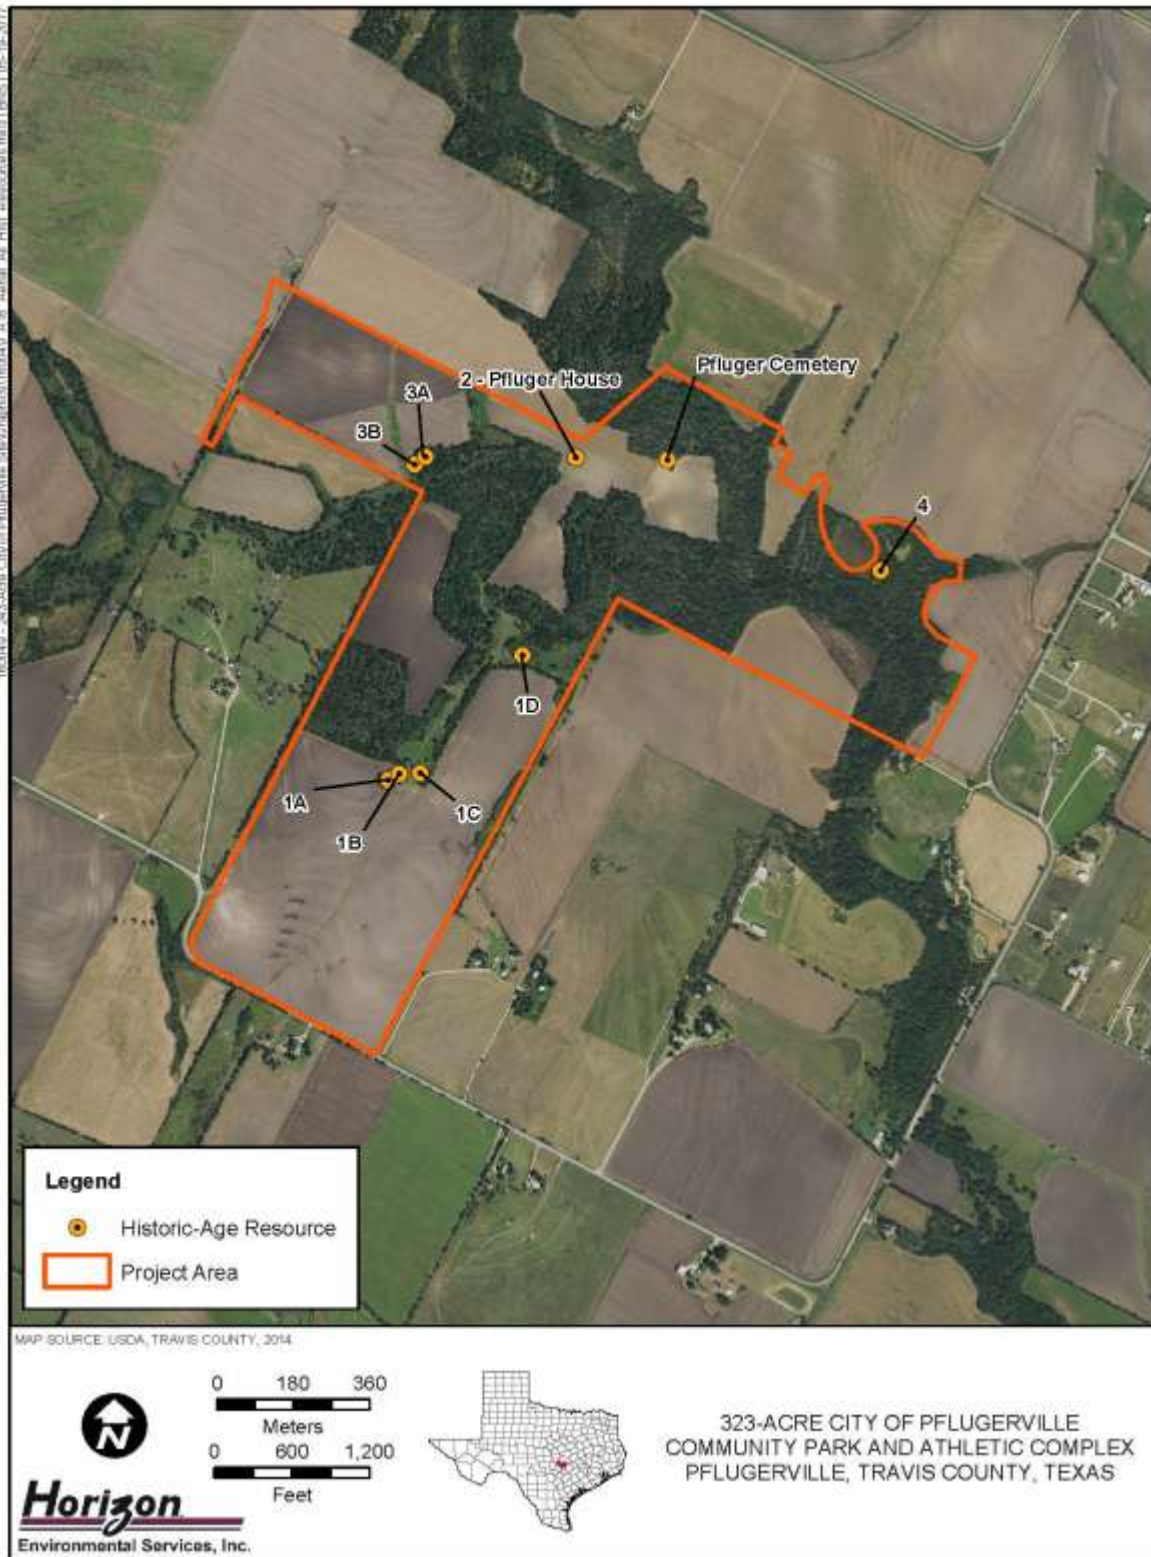 2 - Pfluger House
Pfluger Cemetery
3A
3B
4
1D
1A
1B
1C
Legend
Historic-Age Resource
Project Area
MAP SOURCE: USDA, TRAVIS COUNTY, 2014
N
0 180 360
Meters
0 600 1,200
Feet
Horizon
Environmental Services, Inc.
323-ACRE CITY OF PFLUGERVILLE
COMMUNITY PARK AND ATHLETIC COMPLEX
PFLUGERVILLE, TRAVIS COUNTY, TEXAS